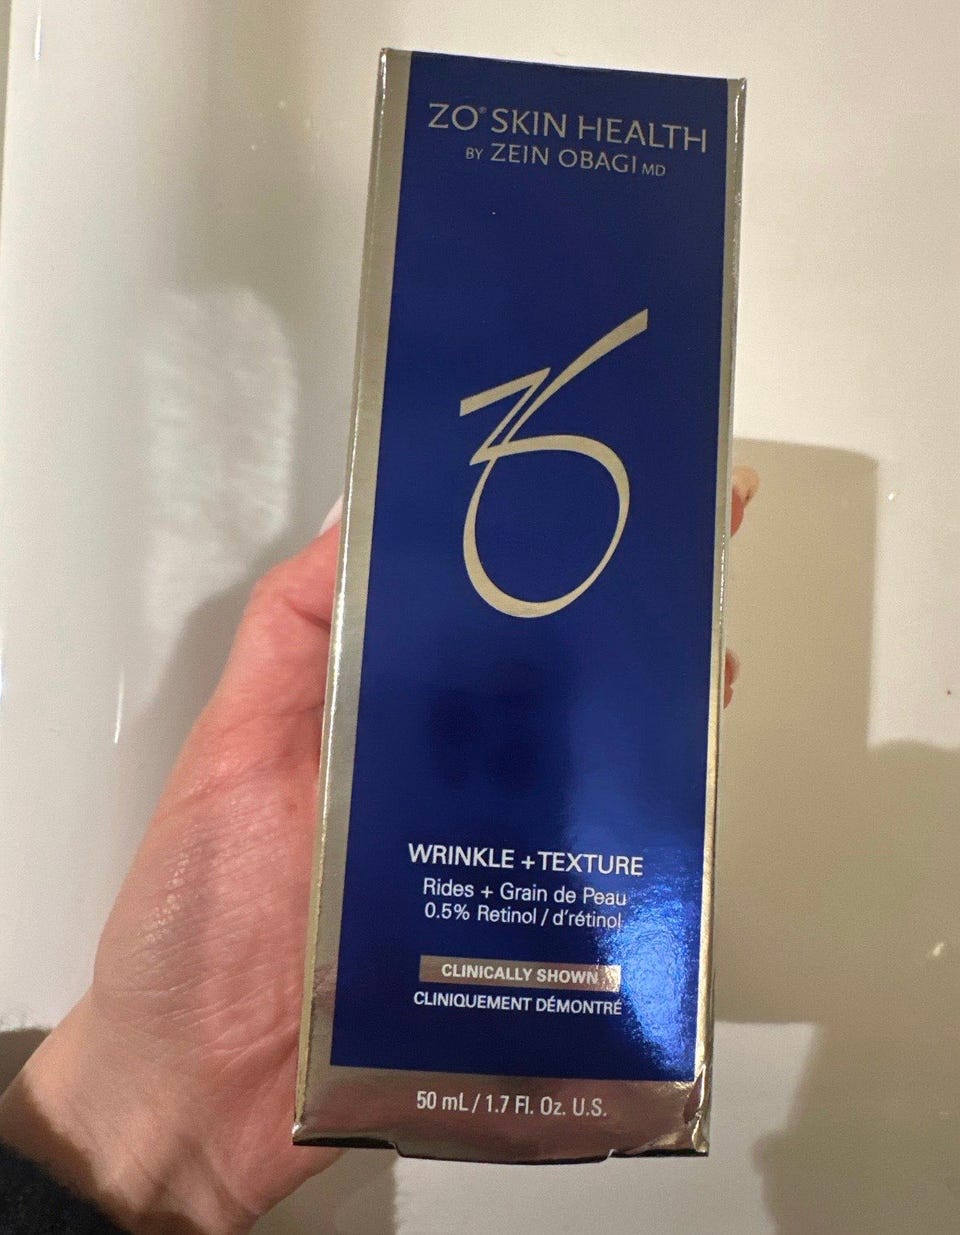 ZO® SKIN HEALTH
BY ZEIN OBAGI MD
ZO
WRINKLE + TEXTURE
Rides + Grain de Peau
0.5% Retinol / d'rétinol
CLINICALLY SHOWN
CLINIQUEMENT DÉMONTRÉ
50 mL / 1.7 Fl. Oz. U.S.